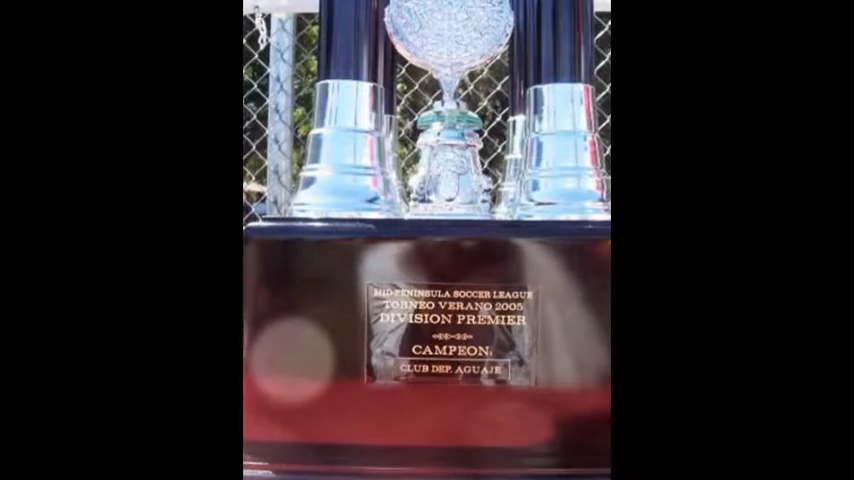 MID-PENINSULA SOCCER LEAGUE
TORNEO VERANO 2005
DIVISION PREMIER
CAMPEON:
CLUB DEP. AGUAJE